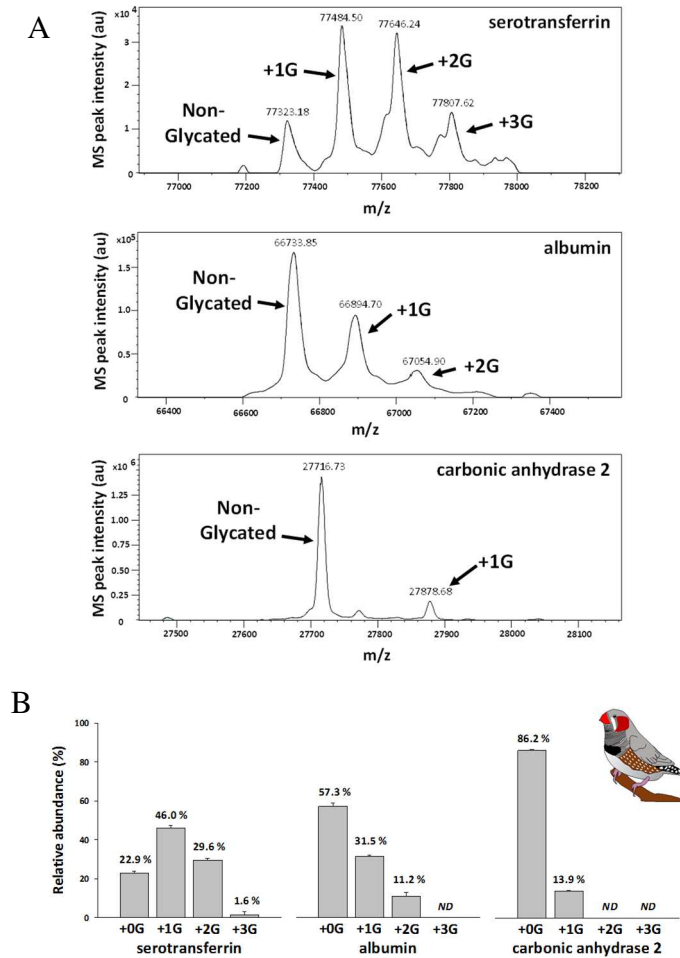 A
serotransferrin
MS peak intensity (au)
x10⁴
3
2
1
0
77484.50
77646.24
77323.18
77807.62
+1G
+2G
Non-
Glycated
+3G
77000 77200 77400 77600 77800 78000 78200
m/z
albumin
MS peak intensity (au)
x10⁵
1.5
1.0
0.5
0
66733.85
66894.70
67054.90
Non-
Glycated
+1G
+2G
66400 66600 66800 67000 67200 67400
m/z
carbonic anhydrase 2
MS peak intensity (au)
x10⁶
1.25
1.00
0.75
0.50
0.25
0
27716.73
27878.68
Non-
Glycated
+1G
27500 27600 27700 27800 27900 28000 28100
m/z
B
Relative abundance (%)
100
80
60
40
20
0
22.9 %
46.0 %
29.6 %
1.6 %
+0G +1G +2G +3G
serotransferrin
57.3 %
31.5 %
11.2 %
ND
+0G +1G +2G +3G
albumin
86.2 %
13.9 %
ND ND
+0G +1G +2G +3G
carbonic anhydrase 2